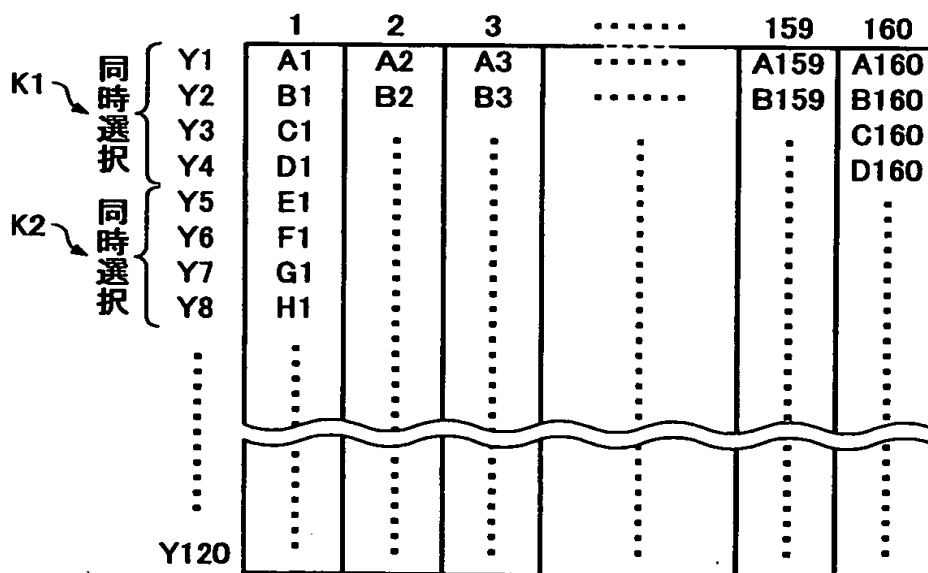 1 2 3 ...... 159 160
K1 同時選択 Y1 A1 A2 A3 ...... A159 A160
Y2 B1 B2 B3 ...... B159 B160
Y3 C1 C160
Y4 D1 D160
K2 同時選択 Y5 E1
Y6 F1
Y7 G1
Y8 H1
Y120